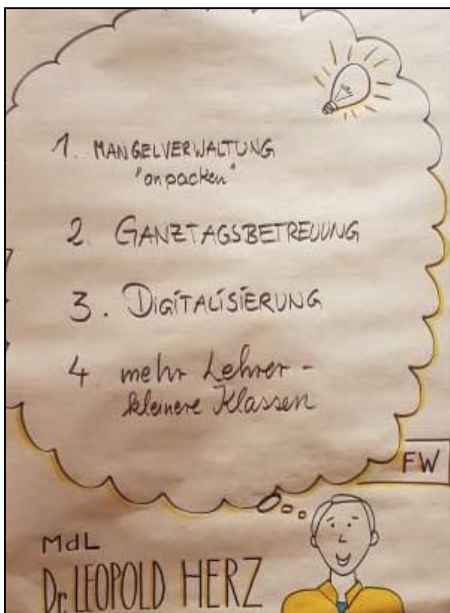 1. MANGELVERWALTUNG
"anpacken"
2. GANZTAGSBETREUUNG
3. DIGITALISIERUNG
4 mehr Lehrer -
kleinere Klassen
FW
MdL
Dr. LEOPOLD HERZ